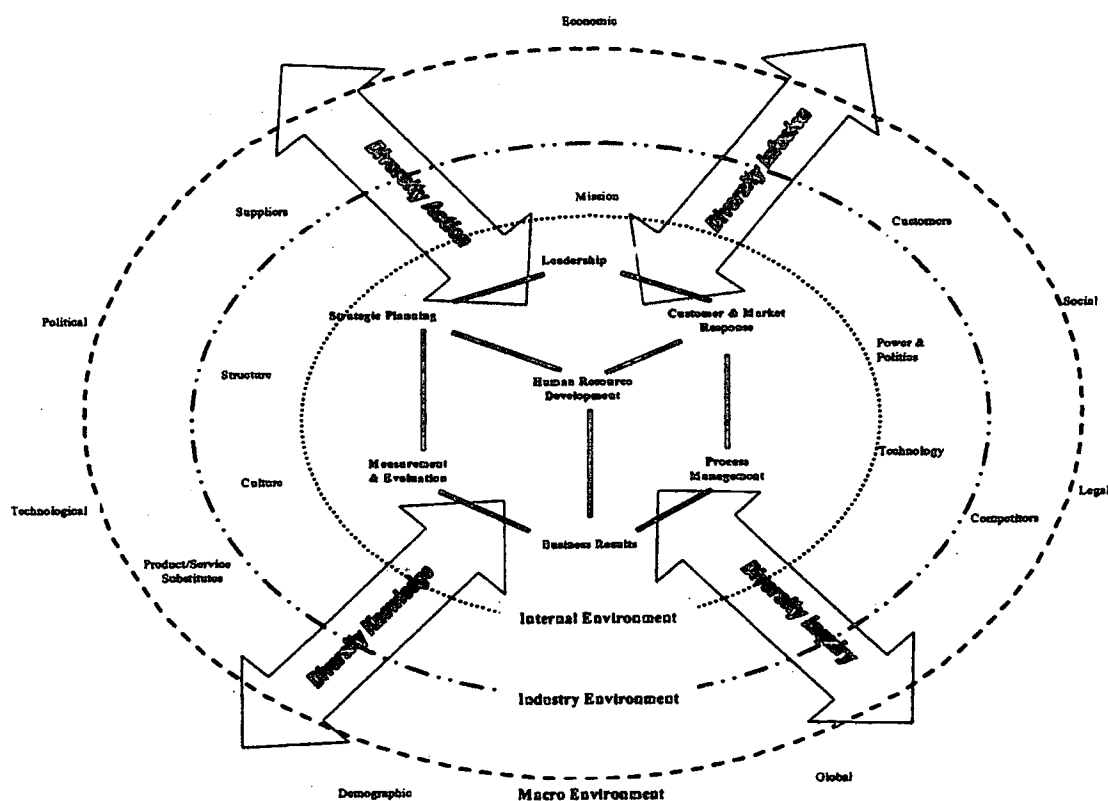 Economic
Diversity Action
Diversity Intestre
Suppliers
Mission
Customers
Leadership
Political
Strategic Planning
Customer & Market
Response
Social
Power &
Politics
Structure
Human Resource
Development
Measurement
& Evaluation
Process
Management
Technology
Culture
Technological
Legal
Competitors
Business Results
Product/Service
Substitutes
Diversity Knowledge
Diversity Inquiry
Internal Environment
Industry Environment
Global
Demographic
Macro Environment